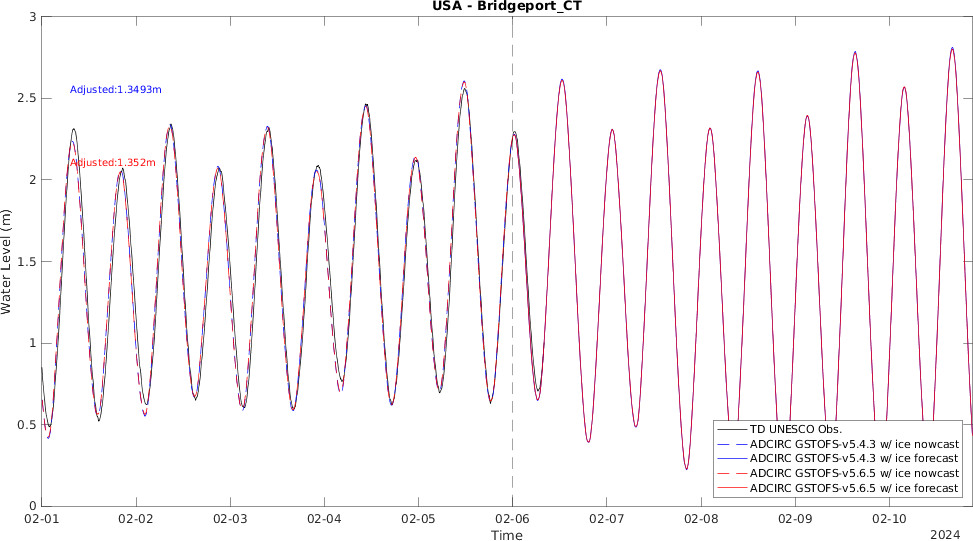 USA - Bridgeport_CT
3
2.5
2
1.5
1
0.5
0
Water Level (m)
Adjusted:1.3493m
Adjusted:1.352m
TD UNESCO Obs.
ADCIRC GSTOFS-v5.4.3 w/ ice nowcast
ADCIRC GSTOFS-v5.4.3 w/ ice forecast
ADCIRC GSTOFS-v5.6.5 w/ ice nowcast
ADCIRC GSTOFS-v5.6.5 w/ ice forecast
02-01 02-02 02-03 02-04 02-05 02-06 02-07 02-08 02-09 02-10
Time
2024